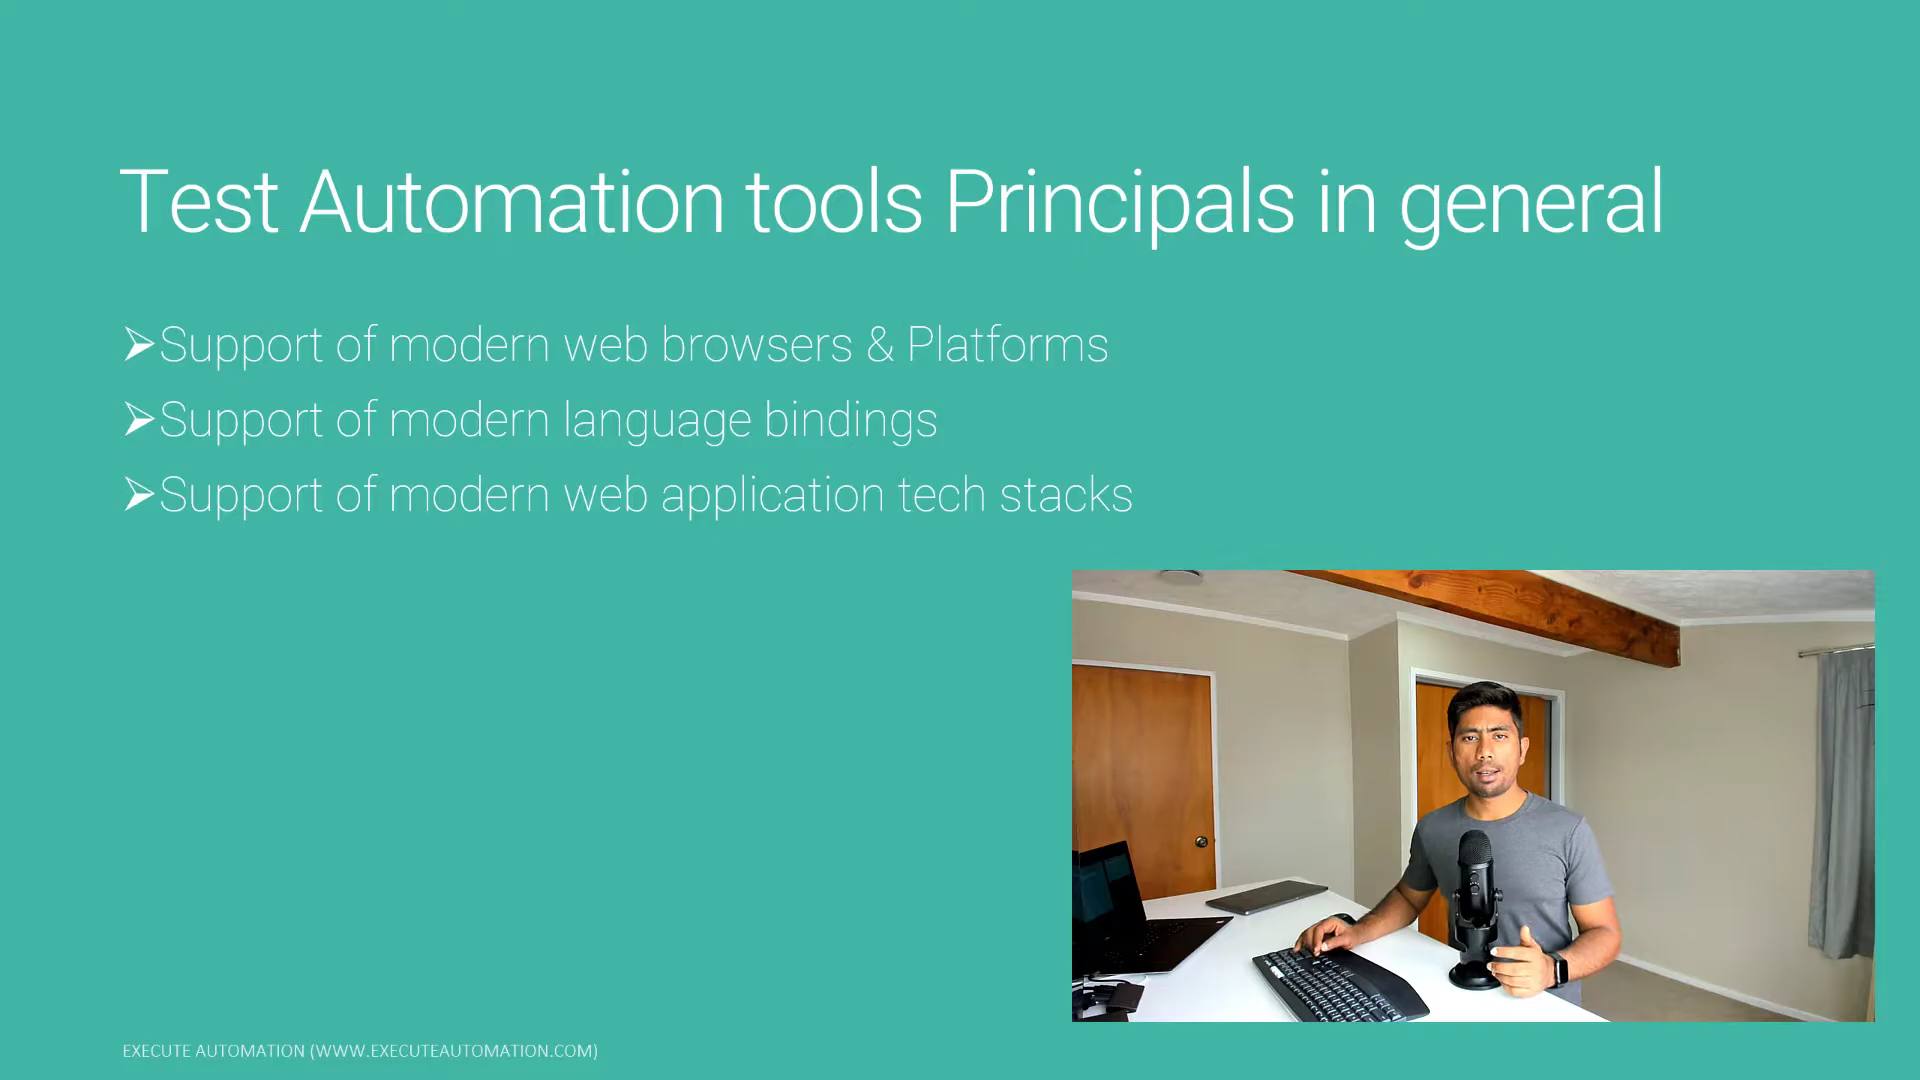 Test Automation tools Principals in general
➢Support of modern web browsers & Platforms
➢Support of modern language bindings
➢Support of modern web application tech stacks
EXECUTE AUTOMATION (WWW.EXECUTEAUTOMATION.COM)